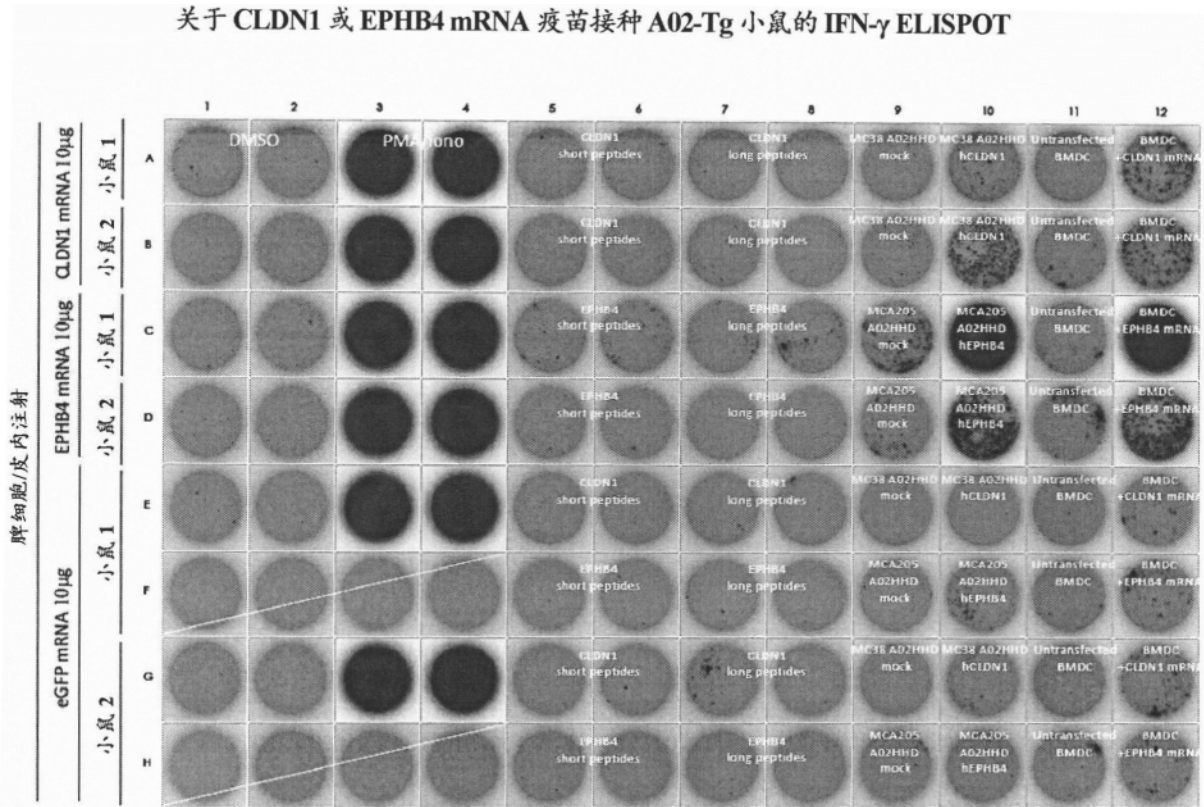 关于 CLDN1 或 EPHB4 mRNA 疫苗接种 A02-Tg 小鼠的 IFN-γ ELISPOT
1 2 3 4 5 6 7 8 9 10 11 12
脾细胞/皮内注射
CLDN1 mRNA 10µg
小鼠 1
A
DMSO
PMA/Iono
CLDN1
short peptides
CLDN1
long peptides
MC38 A02HHD
mock
MC38 A02HHD
hCLDN1
Untransfected
BMDC
BMDC
+CLDN1 mRNA
小鼠 2
B
CLDN1
short peptides
CLDN1
long peptides
MC38 A02HHD
mock
MC38 A02HHD
hCLDN1
Untransfected
BMDC
BMDC
+CLDN1 mRNA
EPHB4 mRNA 10µg
小鼠 1
C
EPHB4
short peptides
EPHB4
long peptides
MCA205
A02HHD
mock
MCA205
A02HHD
hEPHB4
Untransfected
BMDC
BMDC
+EPHB4 mRNA
小鼠 2
D
EPHB4
short peptides
EPHB4
long peptides
MCA205
A02HHD
mock
MCA205
A02HHD
hEPHB4
Untransfected
BMDC
BMDC
+EPHB4 mRNA
eGFP mRNA 10µg
小鼠 1
E
CLDN1
short peptides
CLDN1
long peptides
MC38 A02HHD
mock
MC38 A02HHD
hCLDN1
Untransfected
BMDC
BMDC
+CLDN1 mRNA
F
EPHB4
short peptides
EPHB4
long peptides
MCA205
A02HHD
mock
MCA205
A02HHD
hEPHB4
Untransfected
BMDC
BMDC
+EPHB4 mRNA
小鼠 2
G
CLDN1
short peptides
CLDN1
long peptides
MC38 A02HHD
mock
MC38 A02HHD
hCLDN1
Untransfected
BMDC
BMDC
+CLDN1 mRNA
H
EPHB4
short peptides
EPHB4
long peptides
MCA205
A02HHD
mock
MCA205
A02HHD
hEPHB4
Untransfected
BMDC
BMDC
+EPHB4 mRNA